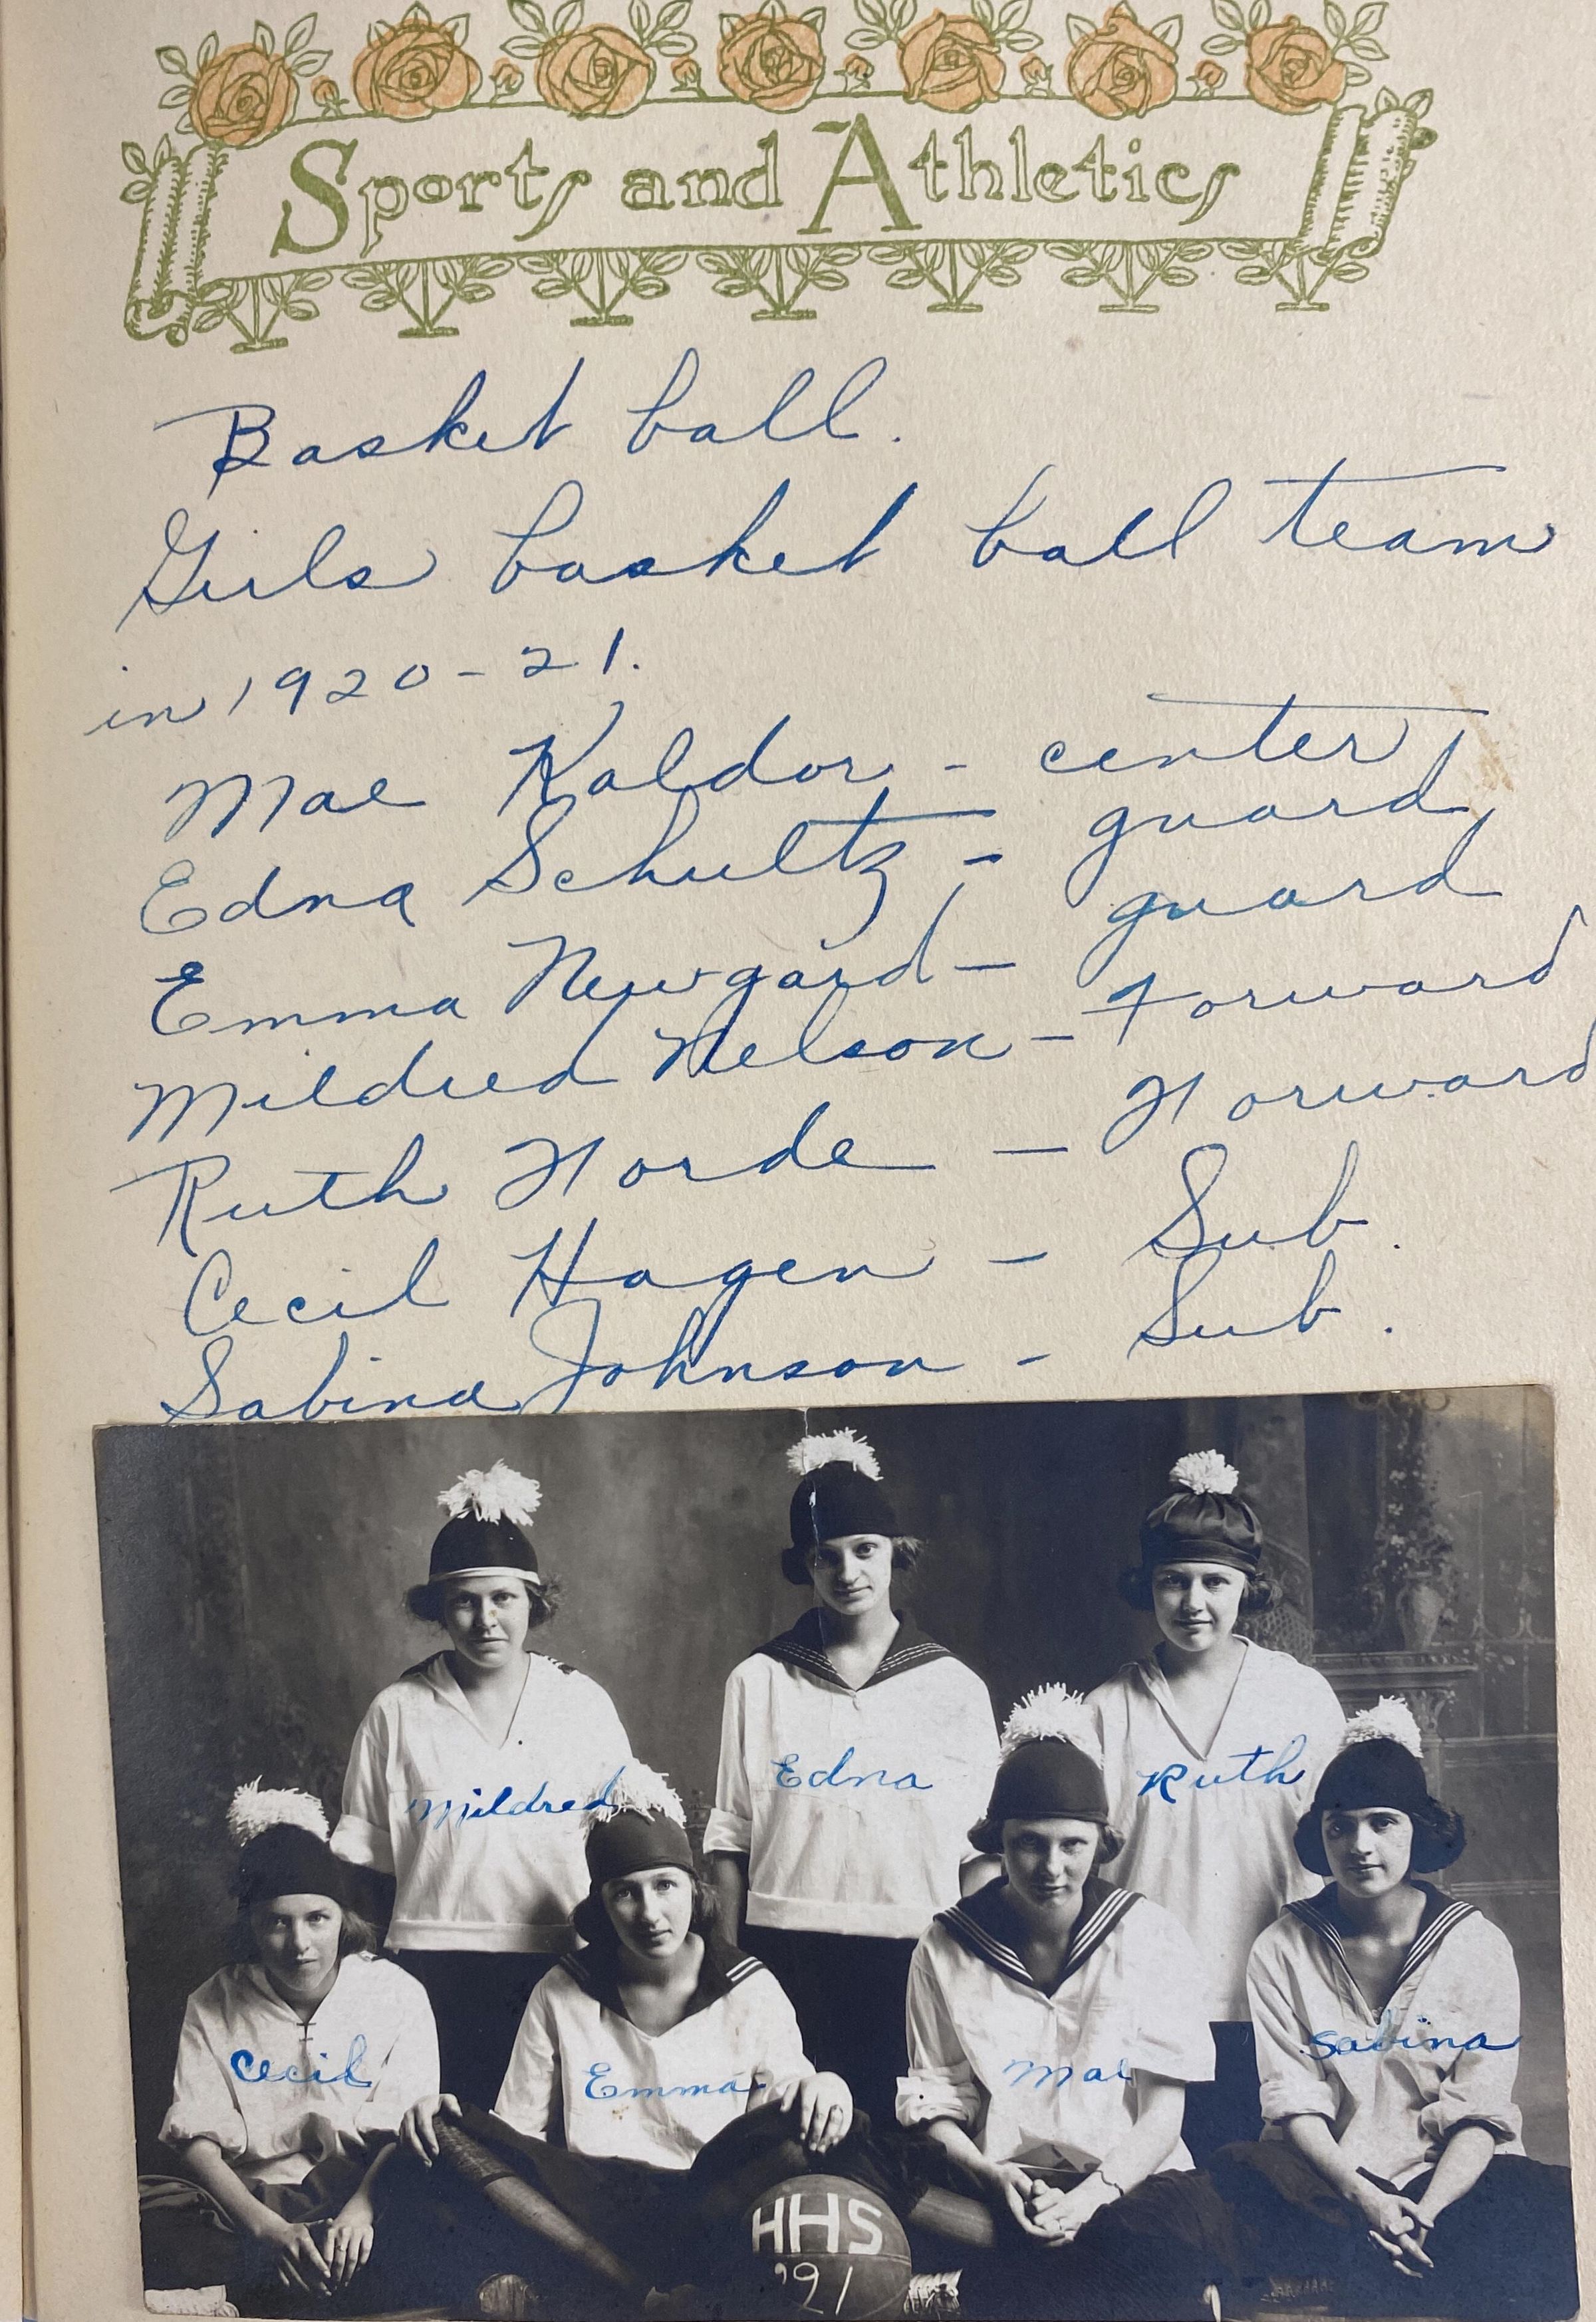 Sports and Athletics
Basket ball.
Girls basket ball team
in 1920-21.
Mae Kaldor - center
Edna Schultz - guard
Emma Newgard - guard
Mildred Nelson - Forward
Ruth Forde - Forward
Cecil Hagen - Sub.
Sabina Johnson - Sub.
Mildred Edna Ruth
Cecil Emma Mae Sabina
HHS
'21